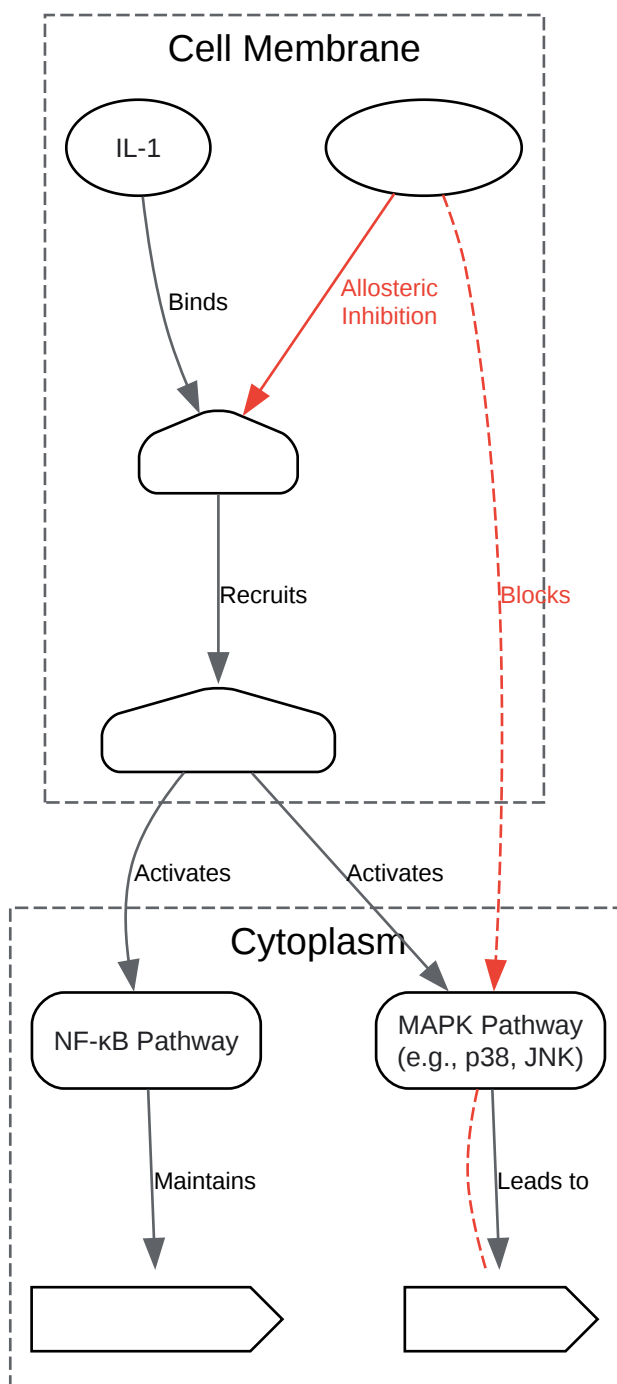 Cell Membrane
IL-1
Binds
Allosteric
Inhibition
Recruits
Blocks
Activates
Activates
Cytoplasm
NF-κB Pathway
MAPK Pathway
(e.g., p38, JNK)
Maintains
Leads to